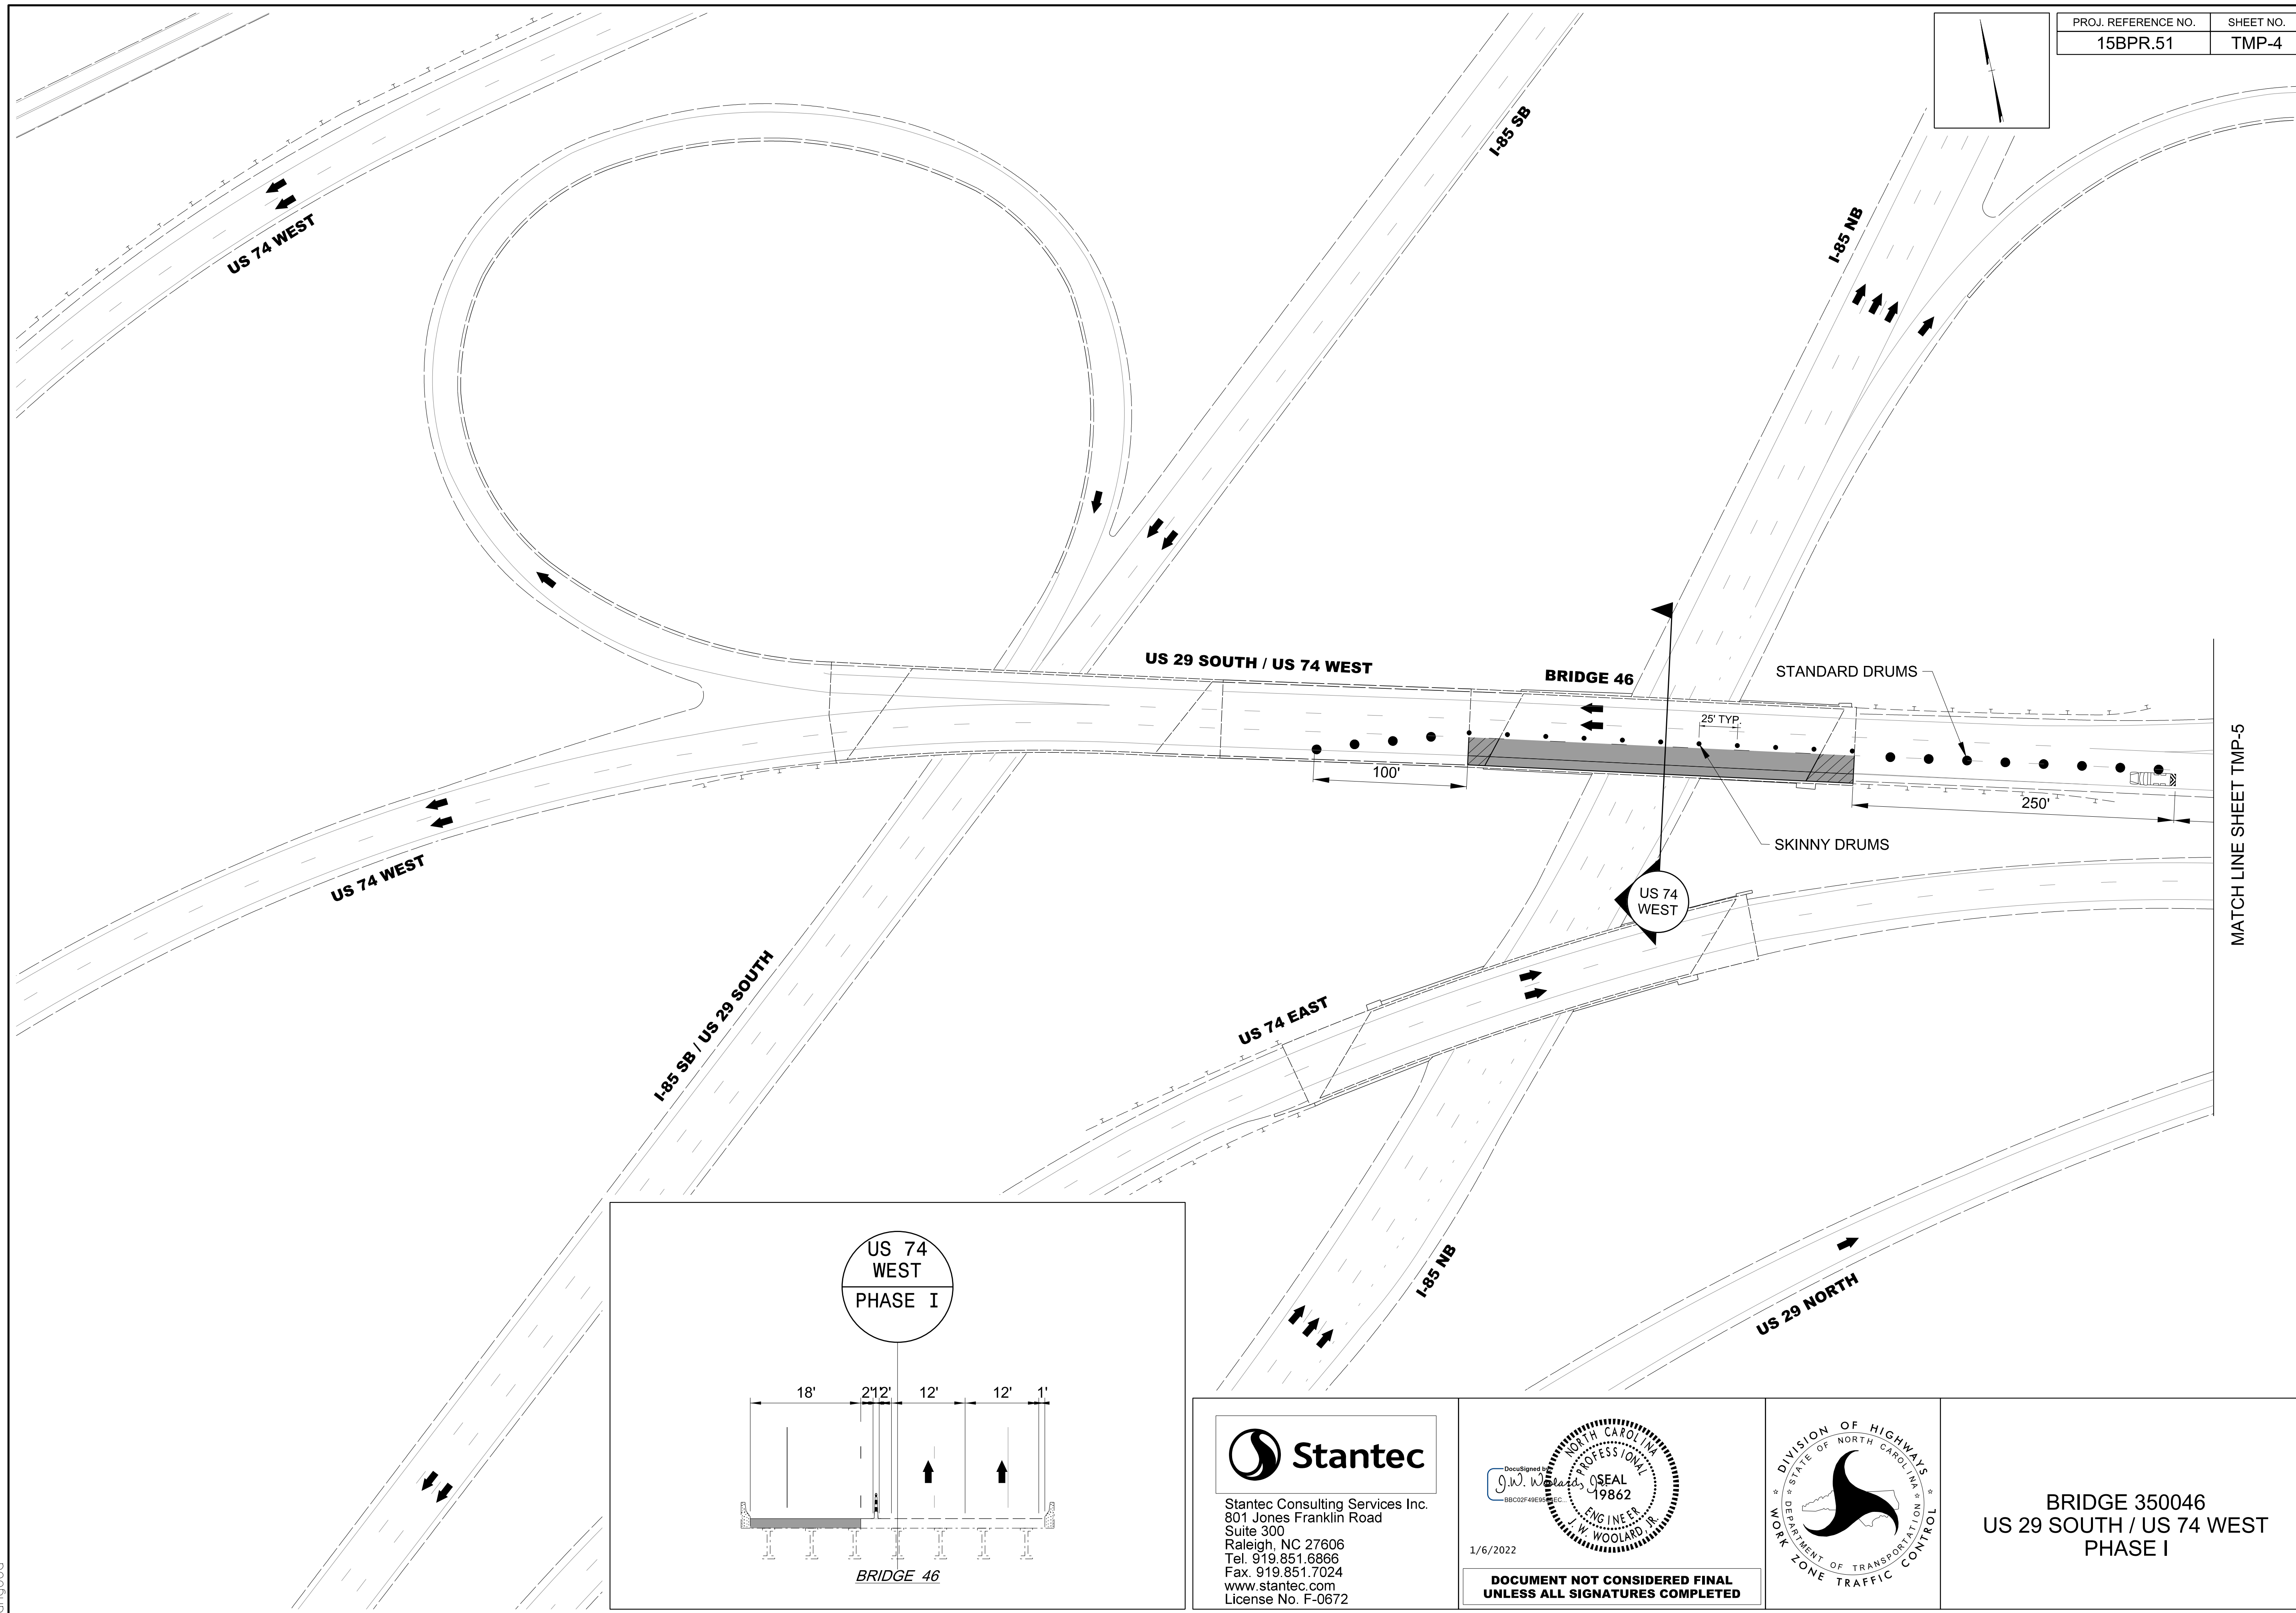 PROJ. REFERENCE NO.
SHEET NO.
15BPR.51
TMP-4
I-85 SB
I-85 NB
US 74 WEST
US 29 SOUTH / US 74 WEST
BRIDGE 46
STANDARD DRUMS
25' TYP.
100'
250'
SKINNY DRUMS
MATCH LINE SHEET TMP-5
US 74
WEST
US 74 WEST
I-85 SB / US 29 SOUTH
US 74 EAST
I-85 NB
US 29 NORTH
US 74
WEST
PHASE I
18'
2'
1'
2'
12'
12'
1'
BRIDGE 46
Stantec
Stantec Consulting Services Inc.
801 Jones Franklin Road
Suite 300
Raleigh, NC 27606
Tel. 919.851.6866
Fax. 919.851.7024
www.stantec.com
License No. F-0672
DocuSigned by:
J.W. Woolard, Jr.
NORTH CAROLINA
PROFESSIONAL
SEAL
19862
ENGINEER
J. W. WOOLARD, JR.
1/6/2022
DOCUMENT NOT CONSIDERED FINAL
UNLESS ALL SIGNATURES COMPLETED
DIVISION OF HIGHWAYS
STATE OF NORTH CAROLINA
DEPARTMENT OF TRANSPORTATION
WORK ZONE TRAFFIC CONTROL
BRIDGE 350046
US 29 SOUTH / US 74 WEST
PHASE I